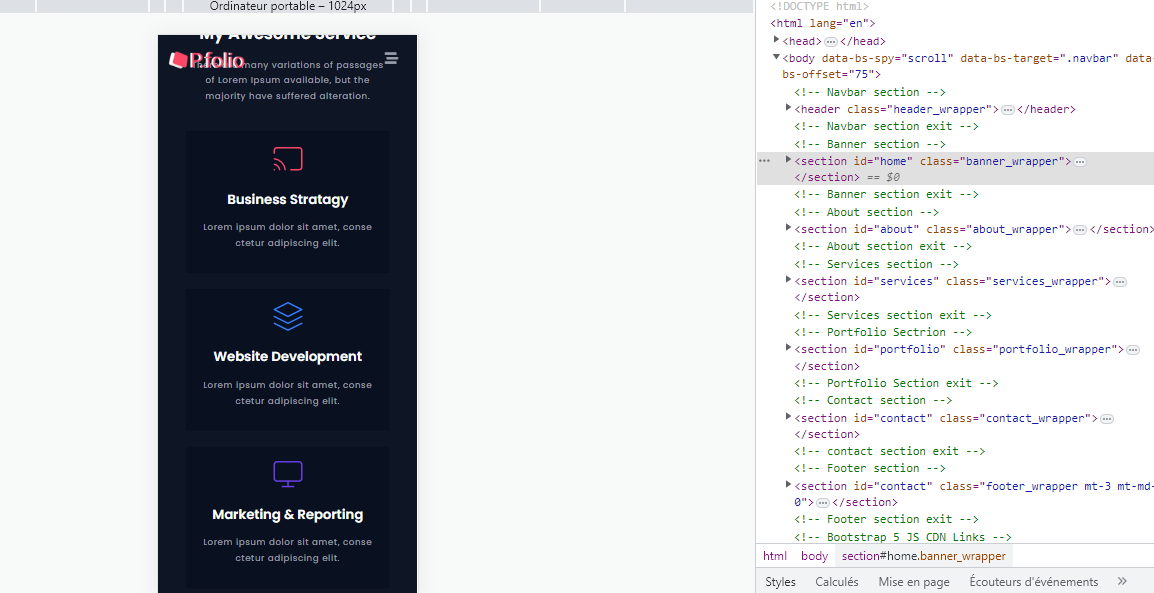 Ordinateur portable – 1024px
My Awesome Service
P.folio
many variations of passages
of Lorem Ipsum available, but the
majority have suffered alteration.
Business Stratagy
Lorem ipsum dolor sit amet, conse
ctetur adipiscing elit.
Website Development
Lorem ipsum dolor sit amet, conse
ctetur adipiscing elit.
Marketing & Reporting
Lorem ipsum dolor sit amet, conse
ctetur adipiscing elit.
<!DOCTYPE html>
<html lang="en">
<head> … </head>
<body data-bs-spy="scroll" data-bs-target=".navbar" data-
bs-offset="75">
<!-- Navbar section -->
<header class="header_wrapper"> … </header>
<!-- Navbar section exit -->
<!-- Banner section -->
… <section id="home" class="banner_wrapper"> …
</section> == $0
<!-- Banner section exit -->
<!-- About section -->
<section id="about" class="about_wrapper"> … </section>
<!-- About section exit -->
<!-- Services section -->
<section id="services" class="services_wrapper"> …
</section>
<!-- Services section exit -->
<!-- Portfolio Sectrion -->
<section id="portfolio" class="portfolio_wrapper"> …
</section>
<!-- Portfolio Section exit -->
<!-- Contact section -->
<section id="contact" class="contact_wrapper"> …
</section>
<!-- contact section exit -->
<!-- Footer section -->
<section id="contact" class="footer_wrapper mt-3 mt-md-
0"> … </section>
<!-- Footer section exit -->
<!-- Bootstrap 5 JS CDN Links -->
html body section#home.banner_wrapper
Styles Calculés Mise en page Écouteurs d'événements »